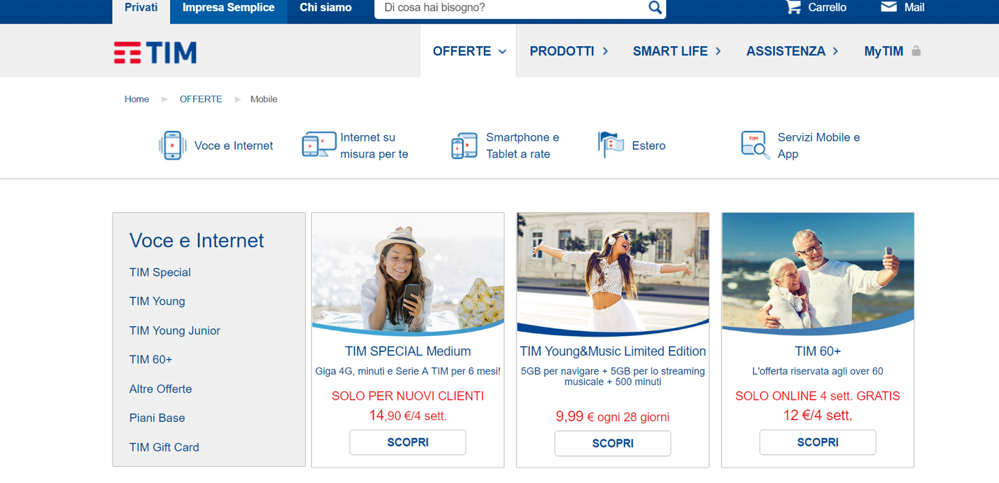 Privati
Impresa Semplice
Chi siamo
Di cosa hai bisogno?
Carrello
Mail
TIM
OFFERTE
PRODOTTI
SMART LIFE
ASSISTENZA
MyTIM
Home
OFFERTE
Mobile
Voce e Internet
Internet su
misura per te
Smartphone e
Tablet a rate
Estero
TIM
Servizi Mobile e
App
Voce e Internet
TIM Special
TIM Young
TIM Young Junior
TIM 60+
Altre Offerte
Piani Base
TIM Gift Card
TIM SPECIAL Medium
Giga 4G, minuti e Serie A TIM per 6 mesi!
SOLO PER NUOVI CLIENTI
14,90 €/4 sett.
SCOPRI
TIM Young&Music Limited Edition
5GB per navigare + 5GB per lo streaming
musicale + 500 minuti
9,99 € ogni 28 giorni
SCOPRI
TIM 60+
L'offerta riservata agli over 60
SOLO ONLINE 4 sett. GRATIS
12 €/4 sett.
SCOPRI